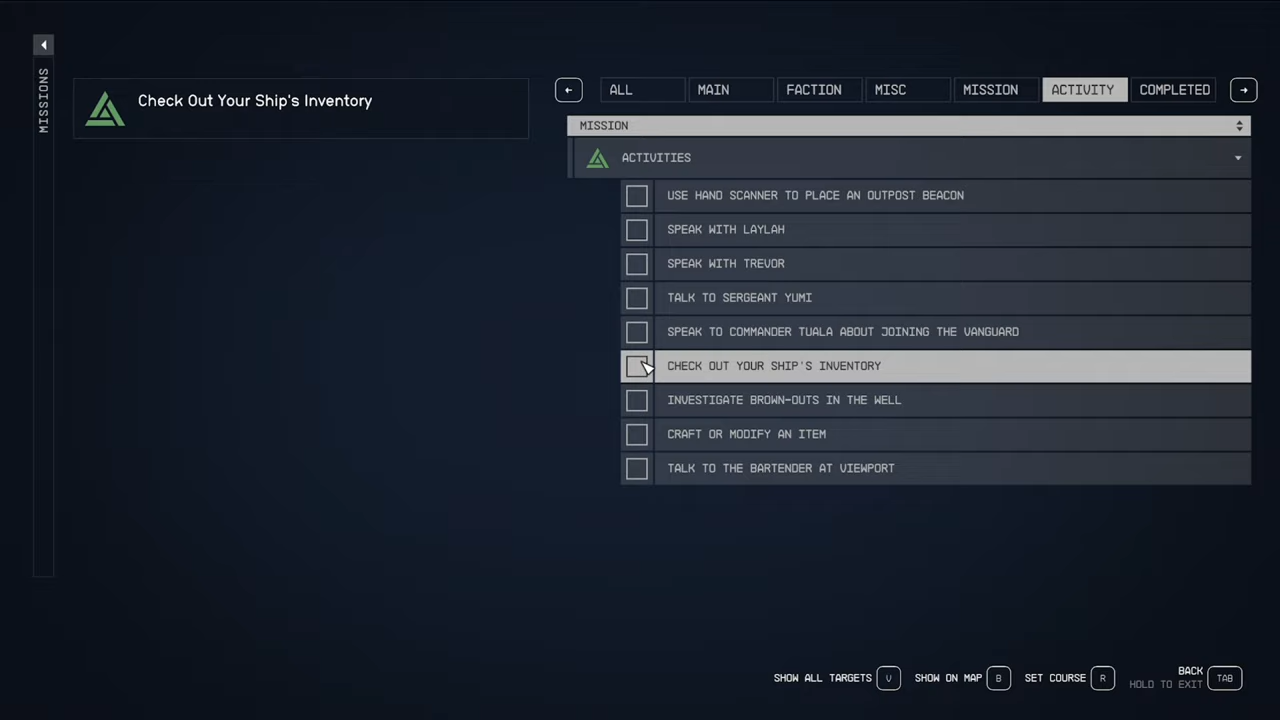 MISSIONS
Check Out Your Ship's Inventory
ALL
MAIN
FACTION
MISC
MISSION
ACTIVITY
COMPLETED
MISSION
ACTIVITIES
USE HAND SCANNER TO PLACE AN OUTPOST BEACON
SPEAK WITH LAYLAH
SPEAK WITH TREVOR
TALK TO SERGEANT YUMI
SPEAK TO COMMANDER TUALA ABOUT JOINING THE VANGUARD
CHECK OUT YOUR SHIP'S INVENTORY
INVESTIGATE BROWN-OUTS IN THE WELL
CRAFT OR MODIFY AN ITEM
TALK TO THE BARTENDER AT VIEWPORT
SHOW ALL TARGETS V
SHOW ON MAP B
SET COURSE R
BACK
HOLD TO EXIT
TAB